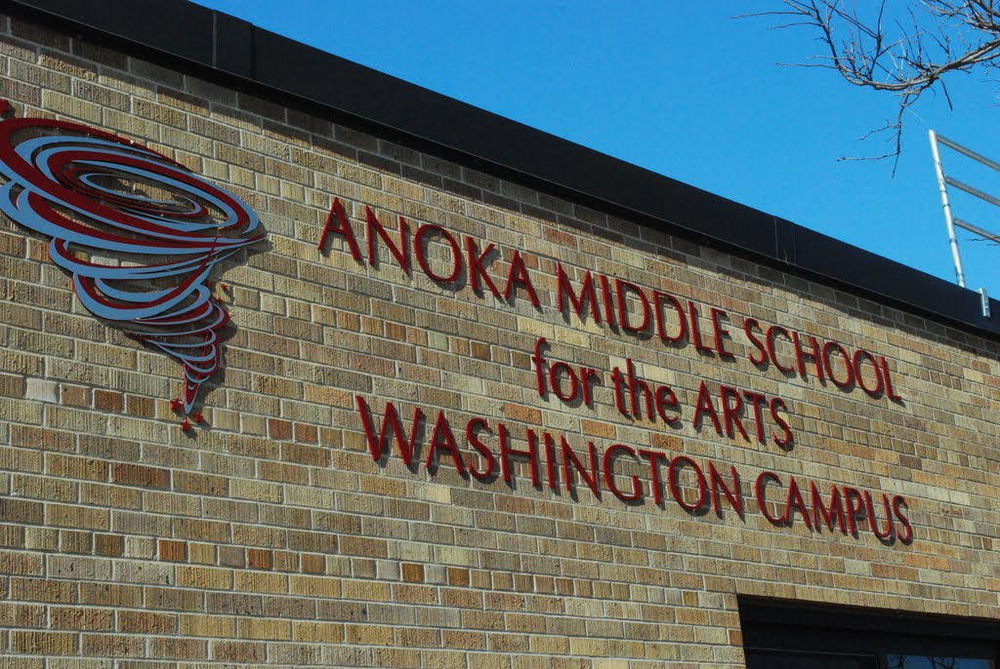 ANOKA MIDDLE SCHOOL
for the ARTS
WASHINGTON CAMPUS